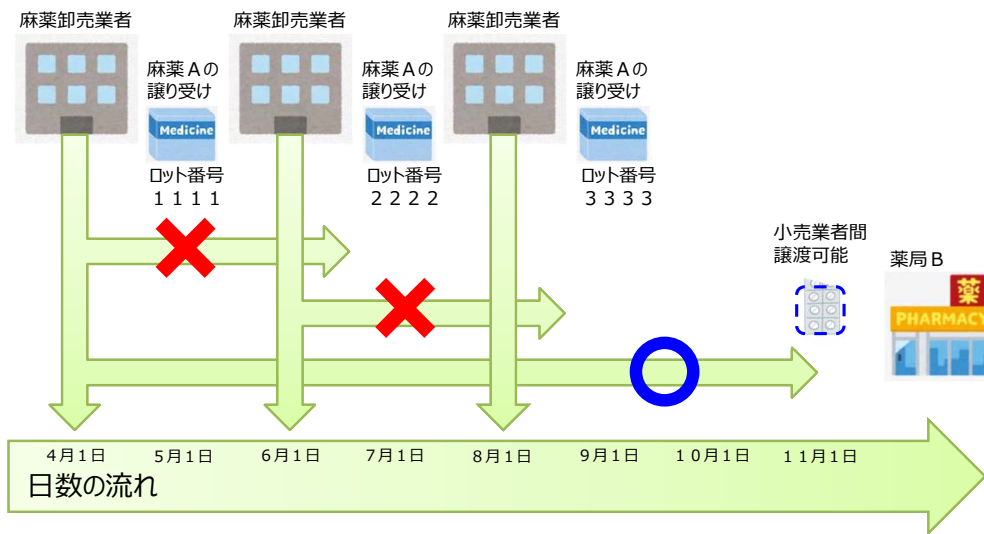 麻薬卸売業者
麻薬卸売業者
麻薬卸売業者
麻薬Aの
譲り受け
麻薬Aの
譲り受け
麻薬Aの
譲り受け
Medicine
Medicine
Medicine
ロット番号
1111
ロット番号
2222
ロット番号
3333
小売業者間
譲渡可能
薬局B
薬
PHARMACY
4月1日
5月1日
6月1日
7月1日
8月1日
9月1日
10月1日
11月1日
日数の流れ